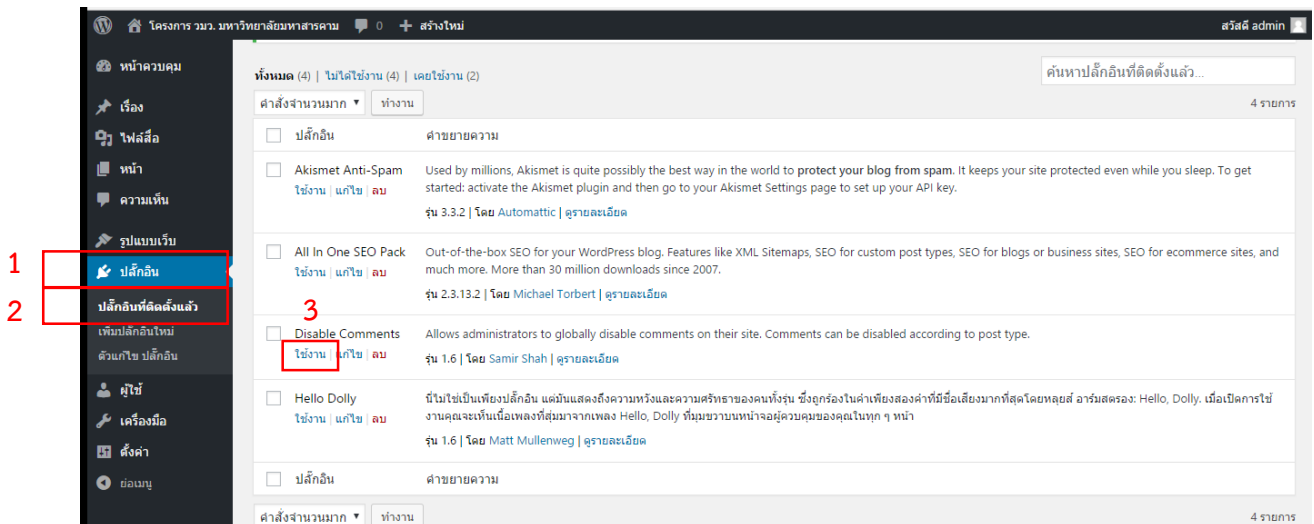 โครงการ วมว. มหาวิทยาลัยมหาสารคาม 0 + สร้างใหม่ สวัสดี admin
หน้าควบคุม
เรื่อง
ไฟล์สื่อ
หน้า
ความเห็น
รูปแบบเว็บ
1
ปลั๊กอิน
2
ปลั๊กอินที่ติดตั้งแล้ว
เพิ่มปลั๊กอินใหม่
ตัวแก้ไข ปลั๊กอิน
ผู้ใช้
เครื่องมือ
ตั้งค่า
ย่อเมนู
ทั้งหมด (4) | ไม่ได้ใช้งาน (4) | เคยใช้งาน (2)
ค้นหาปลั๊กอินที่ติดตั้งแล้ว...
คำสั่งจำนวนมาก ▼ ทำงาน 4 รายการ
ปลั๊กอิน คำขยายความ
Akismet Anti-Spam
ใช้งาน | แก้ไข | ลบ
Used by millions, Akismet is quite possibly the best way in the world to protect your blog from spam. It keeps your site protected even while you sleep. To get
started: activate the Akismet plugin and then go to your Akismet Settings page to set up your API key.
รุ่น 3.3.2 | โดย Automattic | ดูรายละเอียด
All In One SEO Pack
ใช้งาน | แก้ไข | ลบ
Out-of-the-box SEO for your WordPress blog. Features like XML Sitemaps, SEO for custom post types, SEO for blogs or business sites, SEO for ecommerce sites, and
much more. More than 30 million downloads since 2007.
รุ่น 2.3.13.2 | โดย Michael Torbert | ดูรายละเอียด
3
Disable Comments
ใช้งาน | แก้ไข | ลบ
Allows administrators to globally disable comments on their site. Comments can be disabled according to post type.
รุ่น 1.6 | โดย Samir Shah | ดูรายละเอียด
Hello Dolly
ใช้งาน | แก้ไข | ลบ
นี่ไม่ใช่เป็นเพียงปลั๊กอิน แต่มันแสดงถึงความหวังและความศรัทธาของคนทั้งรุ่น ซึ่งถูกร้องในคำเพียงสองคำที่มีชื่อเสียงมากที่สุดโดยหลุยส์ อาร์มสตรอง: Hello, Dolly. เมื่อเปิดการใช้
งานคุณจะเห็นเนื้อเพลงที่สุ่มมาจากเพลง Hello, Dolly ที่มุมขวาบนหน้าจอผู้ควบคุมของคุณในทุก ๆ หน้า
รุ่น 1.6 | โดย Matt Mullenweg | ดูรายละเอียด
ปลั๊กอิน คำขยายความ
คำสั่งจำนวนมาก ▼ ทำงาน 4 รายการ